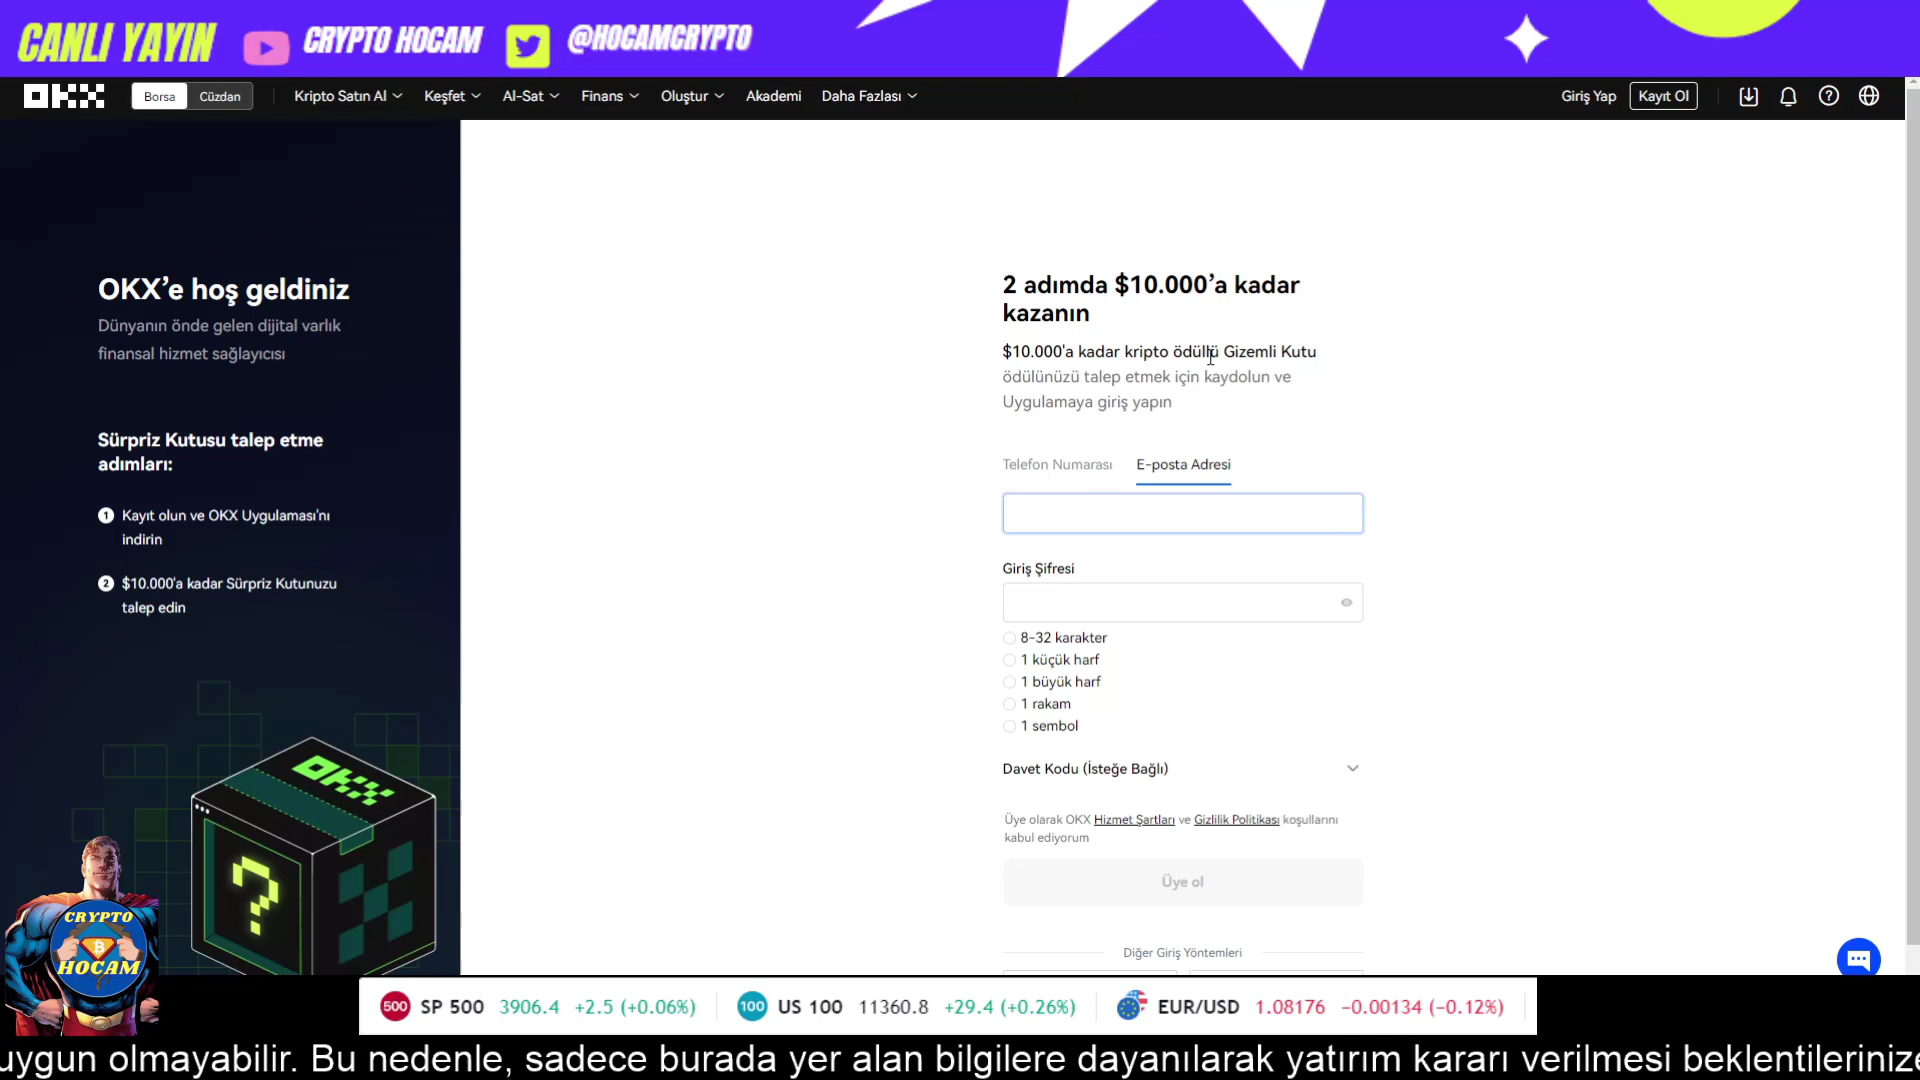 CANLI YAYIN
CRYPTO HOCAM
@HOCAMCRYPTO
OKX
Borsa
Cüzdan
Kripto Satın Al
Keşfet
Al-Sat
Finans
Oluştur
Akademi
Daha Fazlası
Giriş Yap
Kayıt Ol
OKX’e hoş geldiniz
Dünyanın önde gelen dijital varlık
finansal hizmet sağlayıcısı
Sürpriz Kutusu talep etme
adımları:
1 Kayıt olun ve OKX Uygulaması'nı
indirin
2 $10.000'a kadar Sürpriz Kutunuzu
talep edin
OKX
?
CRYPTO
HOCAM
2 adımda $10.000’a kadar
kazanın
$10.000'a kadar kripto ödüllü Gizemli Kutu
ödülünüzü talep etmek için kaydolun ve
Uygulamaya giriş yapın
Telefon Numarası
E-posta Adresi
Giriş Şifresi
8-32 karakter
1 küçük harf
1 büyük harf
1 rakam
1 sembol
Davet Kodu (İsteğe Bağlı)
Üye olarak OKX Hizmet Şartları ve Gizlilik Politikası koşullarını
kabul ediyorum
Üye ol
Diğer Giriş Yöntemleri
500 SP 500 3906.4 +2.5 (+0.06%)
100 US 100 11360.8 +29.4 (+0.26%)
EUR/USD 1.08176 −0.00134 (−0.12%)
uygun olmayabilir. Bu nedenle, sadece burada yer alan bilgilere dayanılarak yatırım kararı verilmesi beklentilerinize